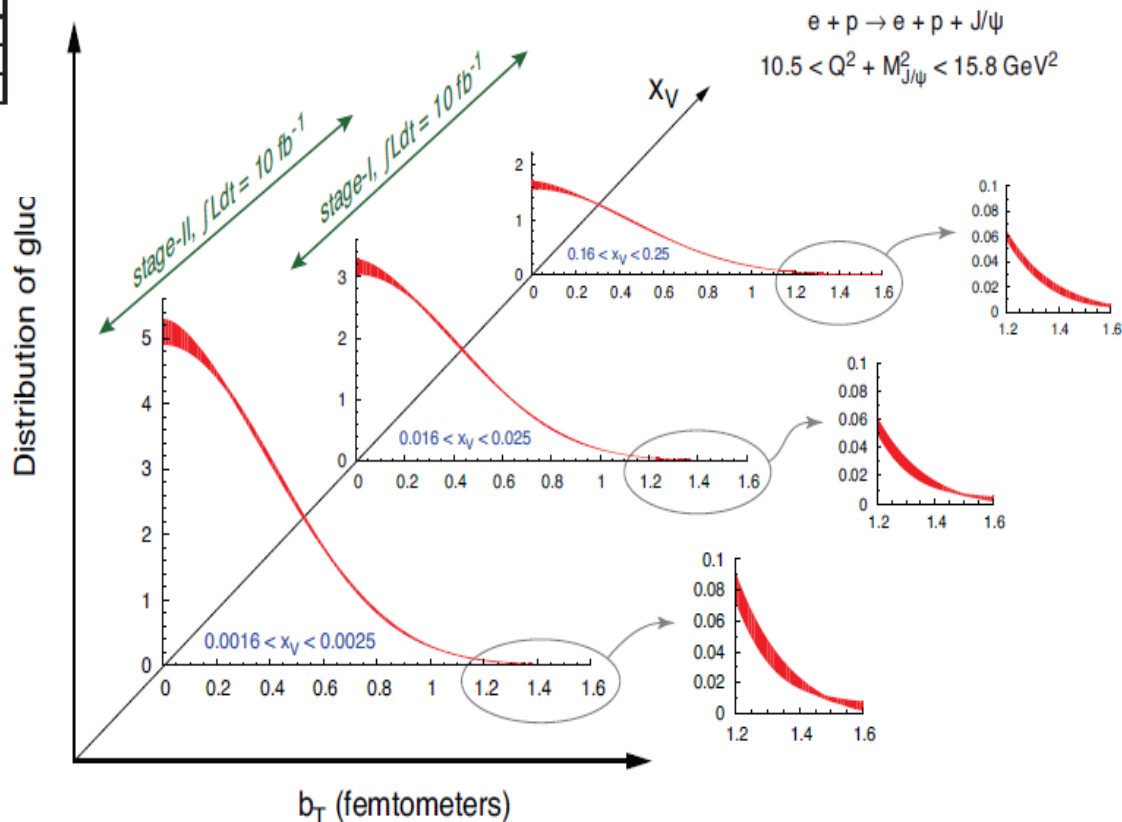 e + p → e + p + J/ψ
10.5 < Q² + M²_J/ψ < 15.8 GeV²
x_V
stage-II, ∫Ldt = 10 fb⁻¹
stage-I, ∫Ldt = 10 fb⁻¹
Distribution of gluc
2
1
0
0.16 < x_V < 0.25
0 0.2 0.4 0.6 0.8 1 1.2 1.4 1.6
0.1
0.08
0.06
0.04
0.02
0
1.2 1.4 1.6
3
2
1
0
0.016 < x_V < 0.025
0 0.2 0.4 0.6 0.8 1 1.2 1.4 1.6
0.1
0.08
0.06
0.04
0.02
0
1.2 1.4 1.6
5
4
3
2
1
0
0.0016 < x_V < 0.0025
0 0.2 0.4 0.6 0.8 1 1.2 1.4 1.6
0.1
0.08
0.06
0.04
0.02
0
1.2 1.4 1.6
b_T (femtometers)